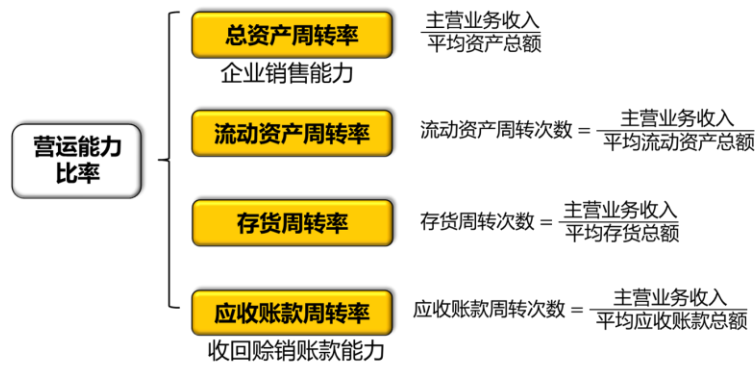 营运能力
比率
总资产周转率
主营业务收入
平均资产总额
企业销售能力
流动资产周转率
流动资产周转次数 =
主营业务收入
平均流动资产总额
存货周转率
存货周转次数 =
主营业务收入
平均存货总额
应收账款周转率
应收账款周转次数 =
主营业务收入
平均应收账款总额
收回赊销账款能力